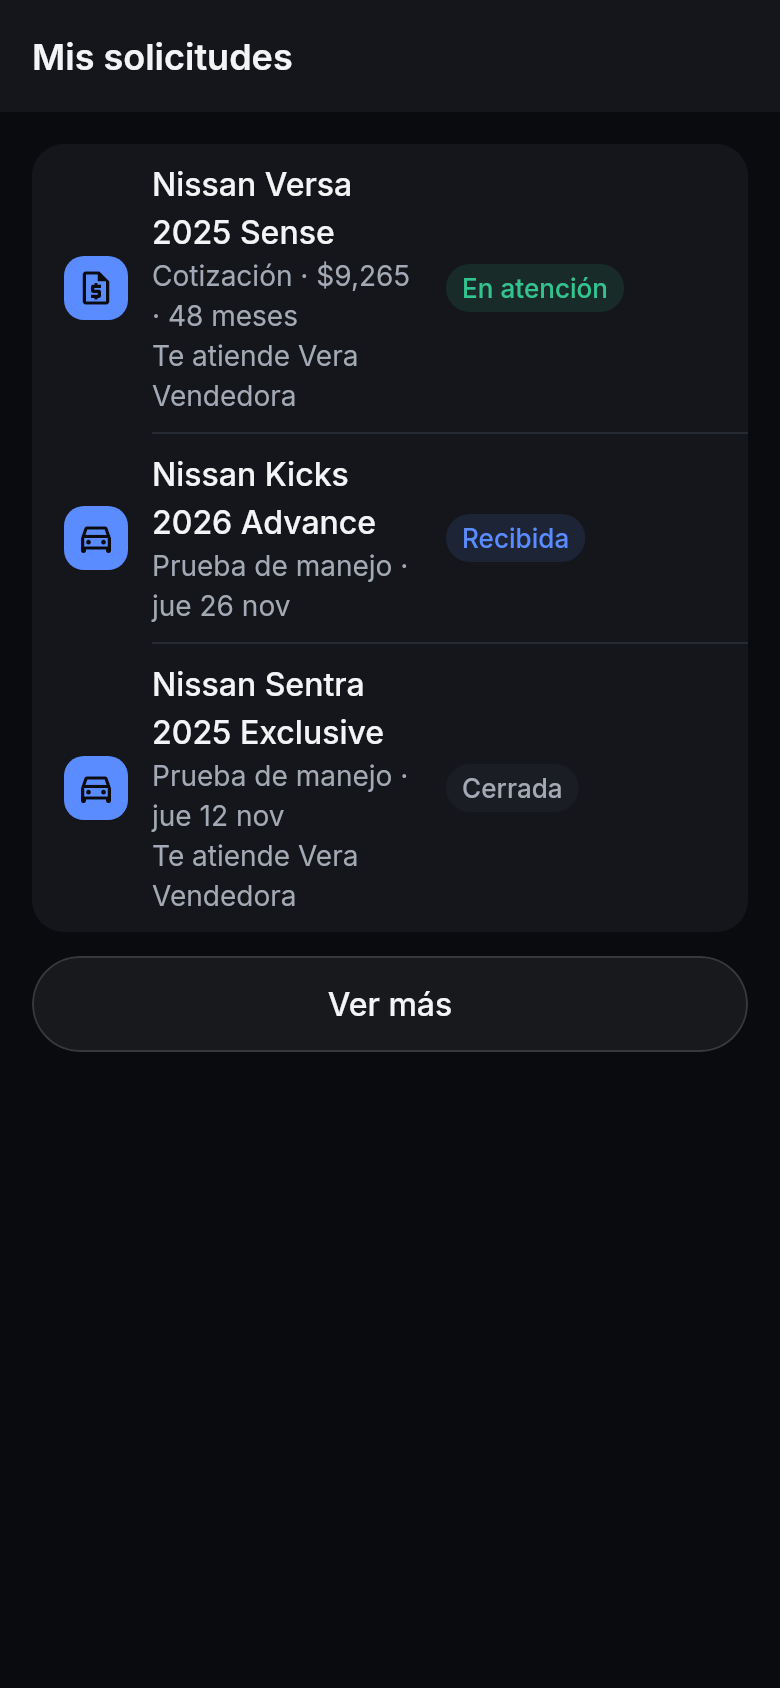 Mis solicitudes
Nissan Versa
2025 Sense
Cotización · $9,265
· 48 meses
Te atiende Vera
Vendedora
En atención
Nissan Kicks
2026 Advance
Prueba de manejo ·
jue 26 nov
Recibida
Nissan Sentra
2025 Exclusive
Prueba de manejo ·
jue 12 nov
Te atiende Vera
Vendedora
Cerrada
Ver más